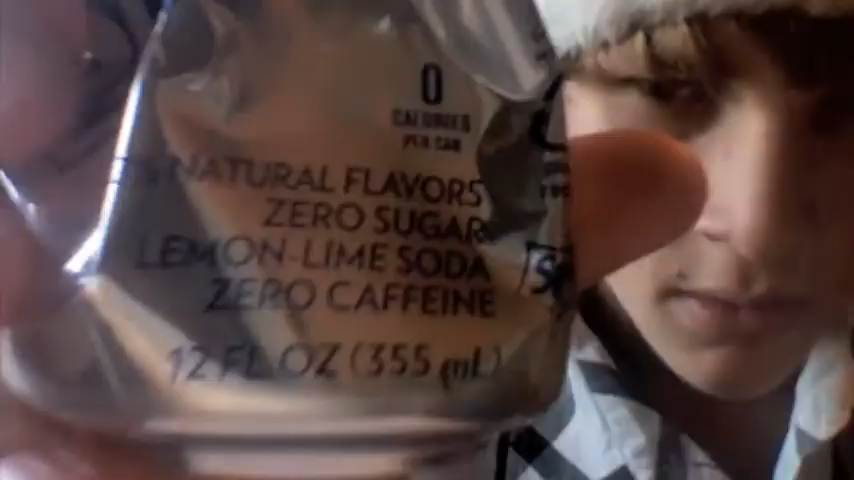 0
CALORIES
PER CAN
NATURAL FLAVORS
ZERO SUGAR
LEMON-LIME SODA
ZERO CAFFEINE
12 FL OZ (355 mL)